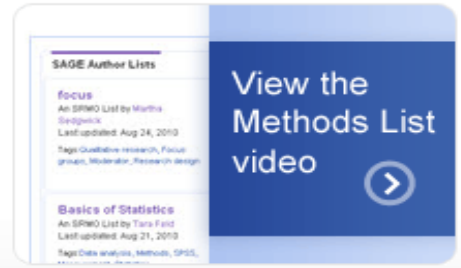 SAGE Author Lists
focus
An SRMO List by Martha
Sedgwick
Last updated: Aug 24, 2010
Tags: Qualitative research, Focus
groups, Moderator, Research design
Basics of Statistics
An SRMO List by Tara Feld
Last updated: Aug 21, 2010
Tags: Data analysis, Methods, SPSS,
View the
Methods List
video